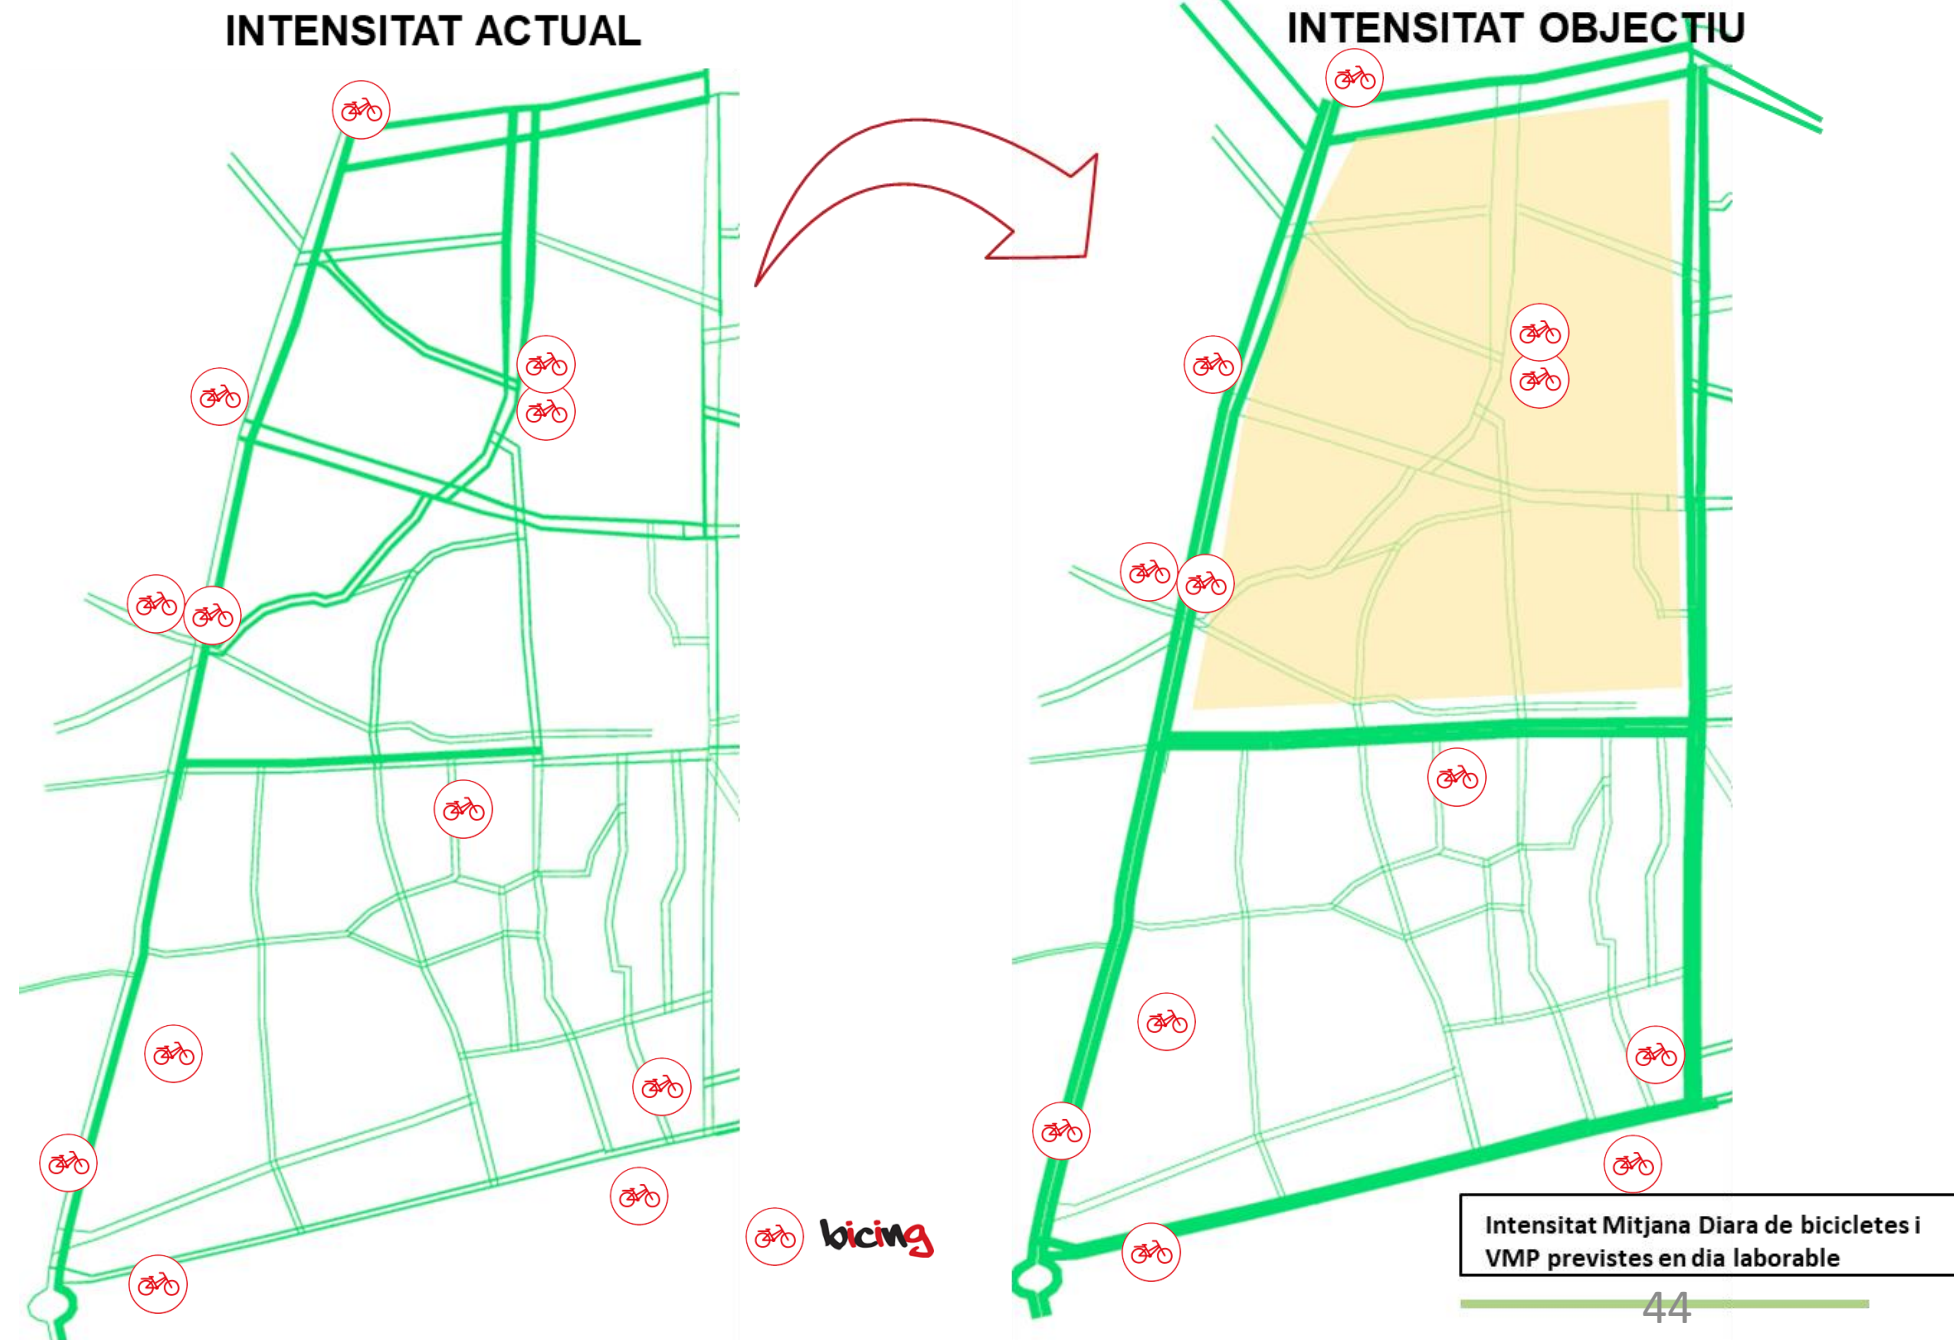 INTENSITAT ACTUAL
INTENSITAT OBJECTIU
bicing
Intensitat Mitjana Diara de bicicletes i
VMP previstes en dia laborable
44